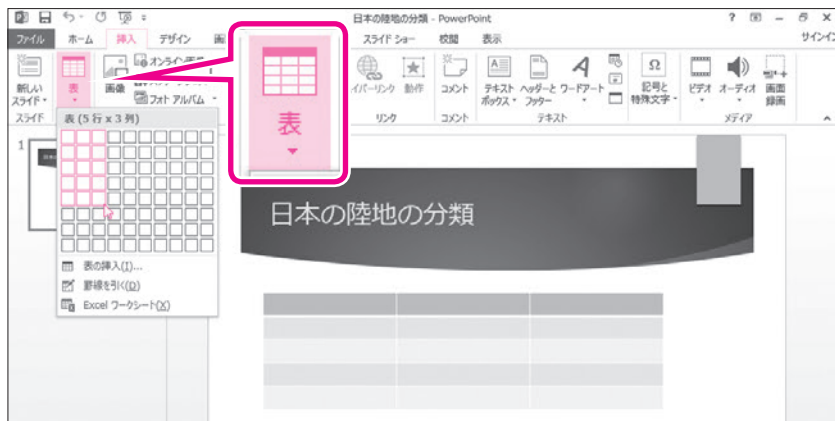 日本の陸地の分類 - PowerPoint
ファイル ホーム 挿入 デザイン 画 スライド ショー 校閲 表示 サインイ
新しい
スライド
表
画像
オンライン
フォト アルバム
表
イパーリンク
動作
コメント
テキスト
ボックス
ヘッダーと
フッター
ワードアート
記号と
特殊文字
ビデオ
オーディオ
画面
録画
スライド
リンク
コメント
テキスト
メディア
表 (5 行 x 3 列)
表の挿入(I)...
罫線を引く(D)
Excel ワークシート(X)
1
日本の陸地の分類